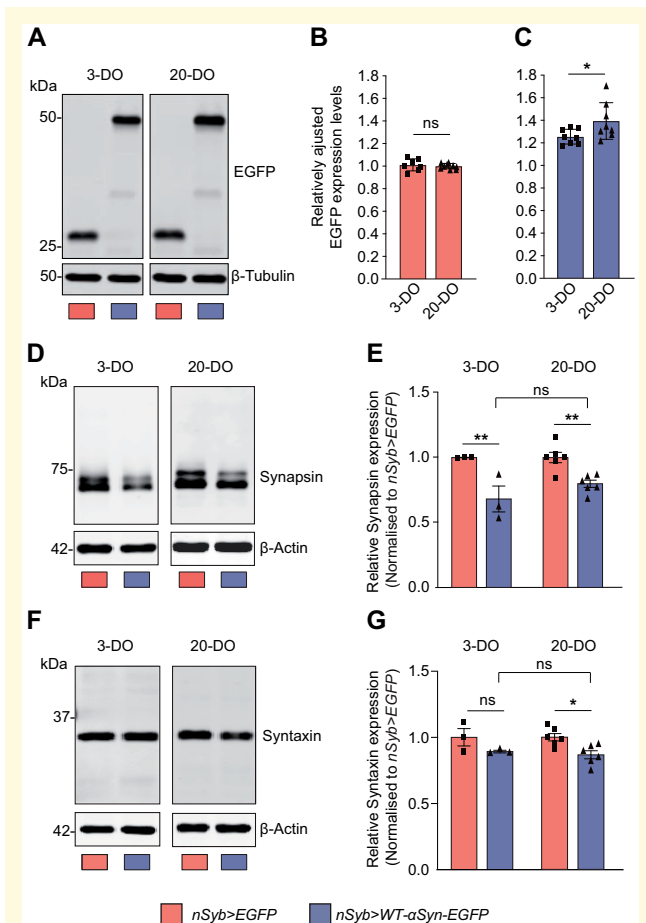 A
3-DO 20-DO
kDa
50-
EGFP
25-
50-
β-Tubulin
B
Relatively ajusted
EGFP expression levels
1.8
1.6
1.4
1.2
1.0
0.8
0.6
0.4
0.2
0.0
ns
3-DO
20-DO
C
1.8
1.6
1.4
1.2
1.0
0.8
0.6
0.4
0.2
0.0
*
3-DO
20-DO
D
3-DO 20-DO
kDa
75-
Synapsin
42-
β-Actin
E
3-DO 20-DO
Relative Synapsin expression
(Normalised to nSyb>EGFP)
1.5
1.0
0.5
0.0
ns
**
**
F
3-DO 20-DO
kDa
37-
Syntaxin
42-
β-Actin
G
3-DO 20-DO
Relative Syntaxin expression
(Normalised to nSyb>EGFP)
1.5
1.0
0.5
0.0
ns
ns
*
nSyb>EGFP nSyb>WT-αSyn-EGFP